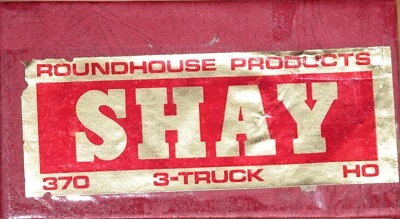 ROUNDHOUSE PRODUCTS
SHAY
370 3-TRUCK HO